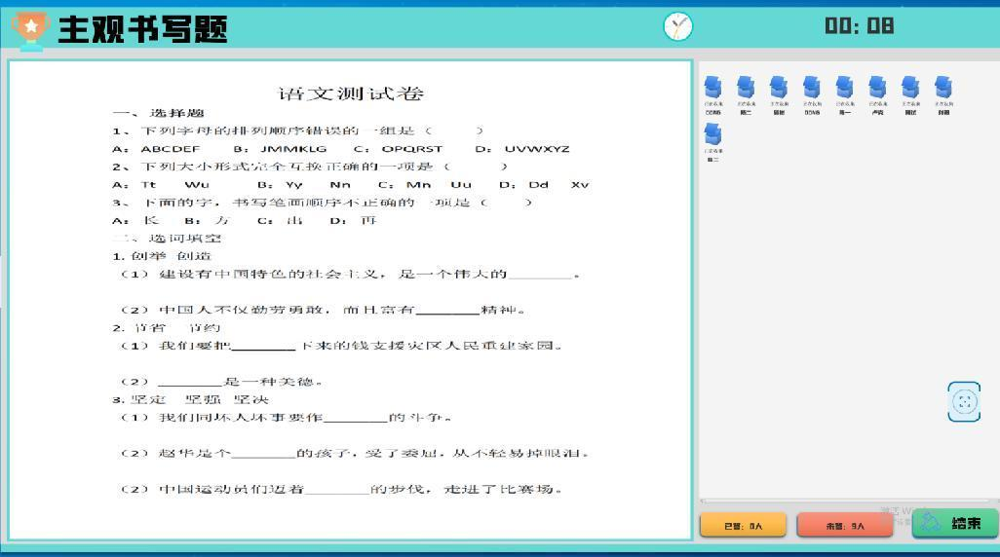 主观书写题
00: 08
语文测试卷
一、选择题
1、下列字母的排列顺序错误的一组是（　　）
A: ABCDEF　B: JMMKLG　C: OPQRST　D: UVWXYZ
2、下列大小形式完全互换正确的一项是（　　）
A: Tt　Wu　B: Yy　Nn　C: Mn　Uu　D: Dd　Xv
3、下面的字，书写笔画顺序不正确的一项是（　　）
A: 长　B: 方　C: 出　D: 再
二、选词填空
1. 创举　创造
（1）建设有中国特色的社会主义，是一个伟大的________。
（2）中国人不仅勤劳勇敢，而且富有________精神。
2. 节省　节约
（1）我们要把________下来的钱支援灾区人民重建家园。
（2）________是一种美德。
3. 坚定　坚强　坚决
（1）我们同坏人坏事要作________的斗争。
（2）赵华是个________的孩子，受了委屈，从不轻易掉眼泪。
（2）中国运动员们迈着________的步伐，走进了比赛场。
已答: 0人
未答: 9人
结束